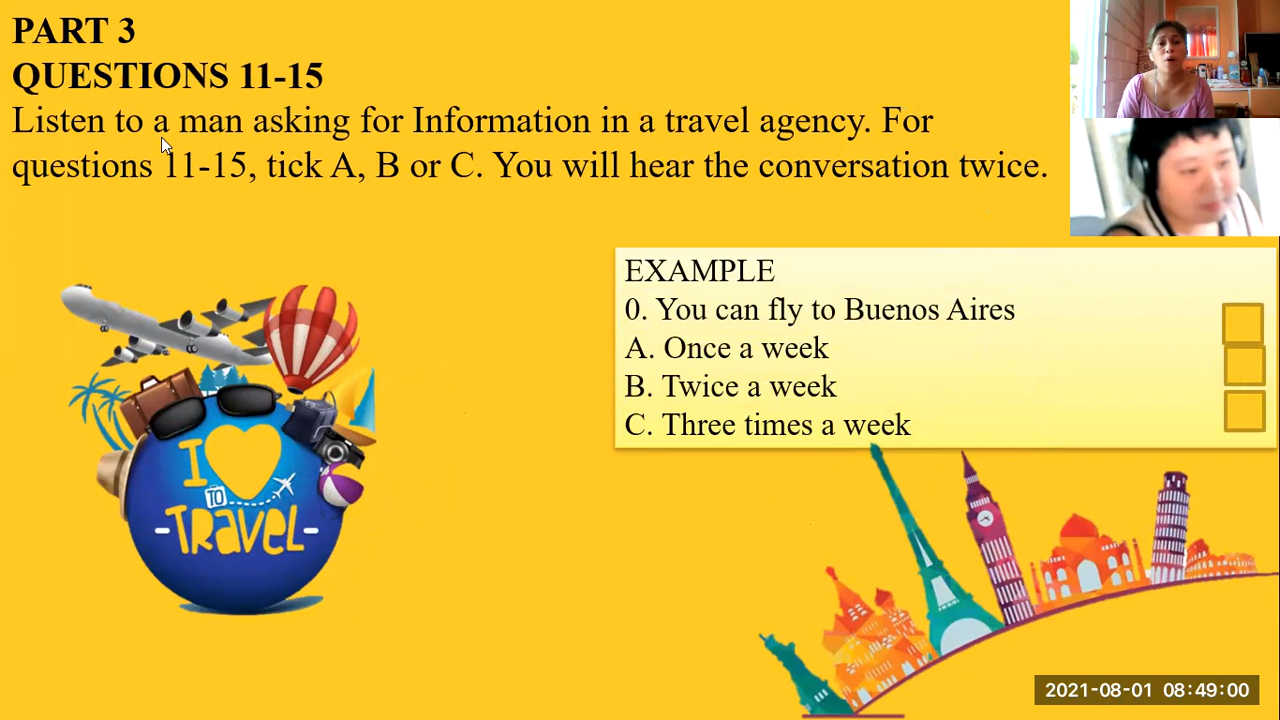 PART 3
QUESTIONS 11-15
Listen to a man asking for Information in a travel agency. For
questions 11-15, tick A, B or C. You will hear the conversation twice.
EXAMPLE
0. You can fly to Buenos Aires
A. Once a week
B. Twice a week
C. Three times a week
I
TO
-TRAVEL-
2021-08-01 08:49:00